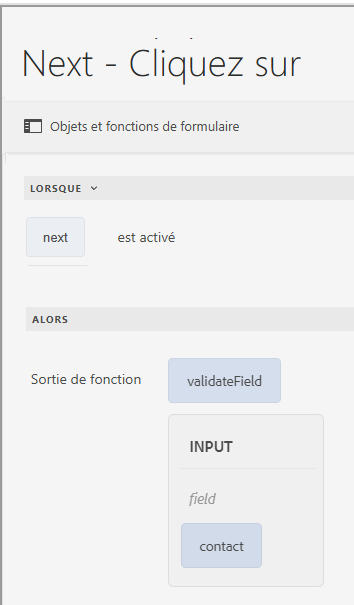 Next - Cliquez sur
Objets et fonctions de formulaire
LORSQUE
next est activé
ALORS
Sortie de fonction validateField
INPUT
field
contact